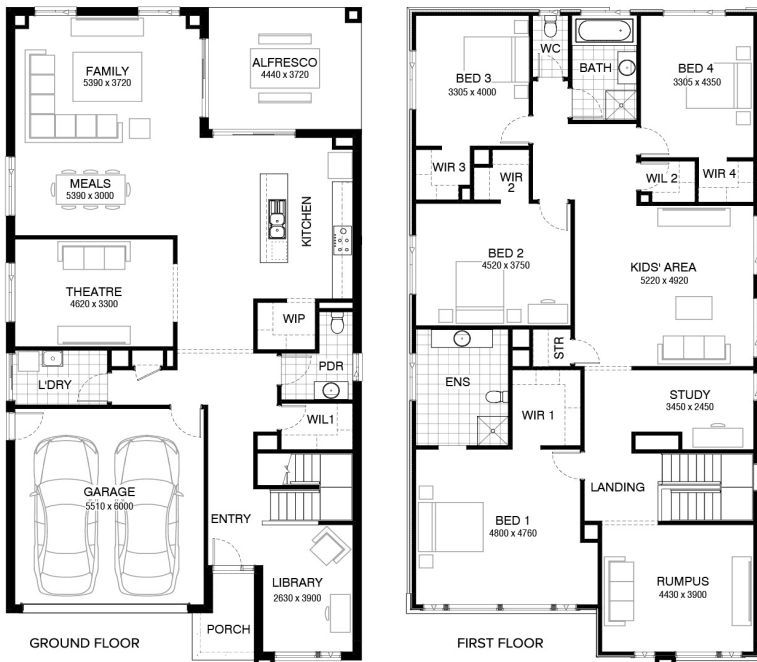 FAMILY
5390 x 3720
ALFRESCO
4440 x 3720
MEALS
5390 x 3000
KITCHEN
THEATRE
4620 x 3300
WIP
PDR
L'DRY
WIL1
GARAGE
5510 x 6000
ENTRY
LIBRARY
2630 x 3900
PORCH
GROUND FLOOR
BED 3
3305 x 4000
WC
BATH
BED 4
3305 x 4350
WIR 3
WIR
2
WIL 2
WIR 4
BED 2
4520 x 3750
KIDS' AREA
5220 x 4920
STR
ENS
WIR 1
STUDY
3450 x 2450
LANDING
BED 1
4800 x 4760
RUMPUS
4430 x 3900
FIRST FLOOR